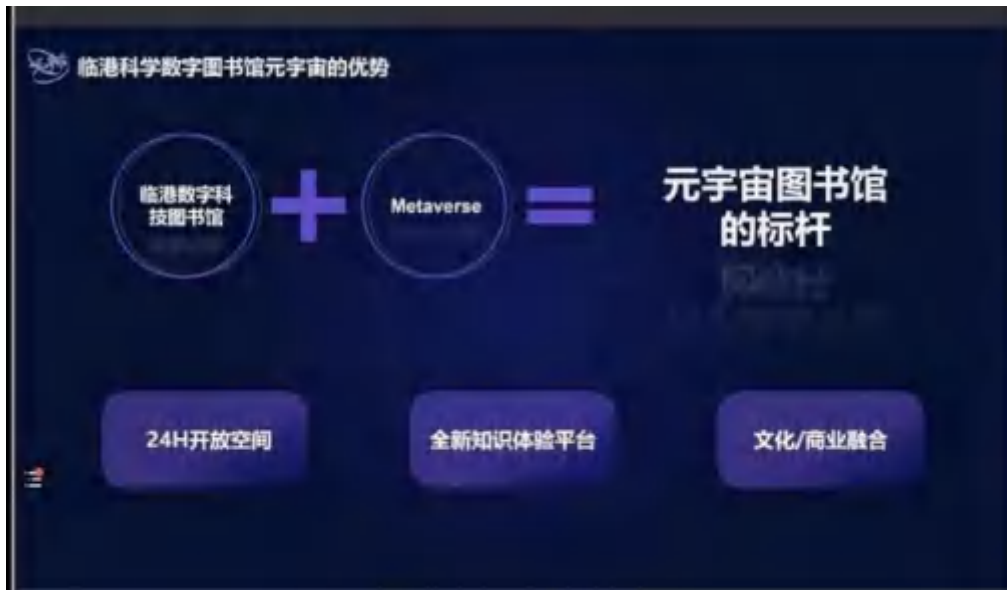 临港科学数字图书馆元宇宙的优势
临港数字科
技图书馆
+
Metaverse
=
元宇宙图书馆
的标杆
24H开放空间
全新知识体验平台
文化/商业融合